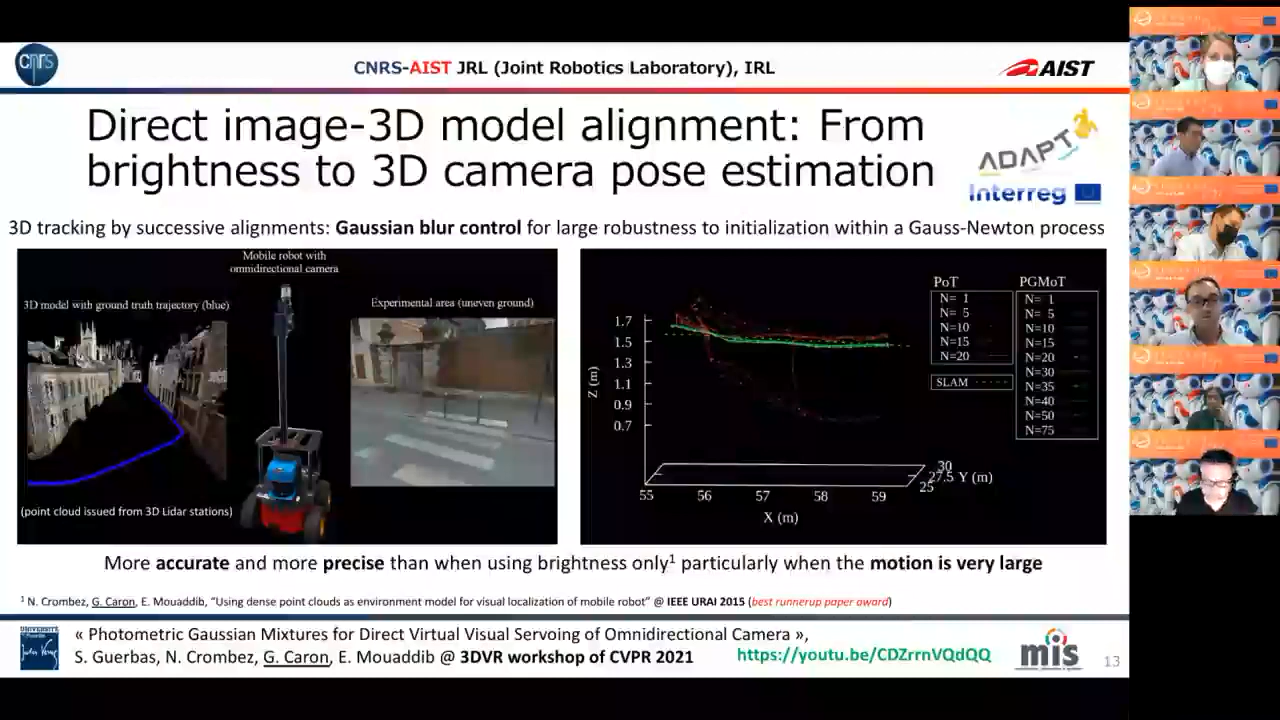 cnrs
CNRS-AIST JRL (Joint Robotics Laboratory), IRL
AIST
Direct image-3D model alignment: From
brightness to 3D camera pose estimation
ADAPT
Interreg
3D tracking by successive alignments: Gaussian blur control for large robustness to initialization within a Gauss-Newton process
Mobile robot with
omnidirectional camera
3D model with ground truth trajectory (blue)
Experimental area (uneven ground)
(point cloud issued from 3D Lidar stations)
PoT
N= 1
N= 5
N=10
N=15
N=20
SLAM
PGMoT
N= 1
N= 5
N=10
N=15
N=20
N=30
N=35
N=40
N=50
N=75
Z (m)
1.7
1.5
1.3
1.1
0.9
0.7
55
56
57
58
59
X (m)
30
27.5
25
Y (m)
More accurate and more precise than when using brightness only1 particularly when the motion is very large
1 N. Crombez, G. Caron, E. Mouaddib, “Using dense point clouds as environment model for visual localization of mobile robot” @ IEEE URAI 2015 (best runnerup paper award)
« Photometric Gaussian Mixtures for Direct Virtual Visual Servoing of Omnidirectional Camera »,
S. Guerbas, N. Crombez, G. Caron, E. Mouaddib @ 3DVR workshop of CVPR 2021
https://youtu.be/CDZrrnVQdQQ
mis
13